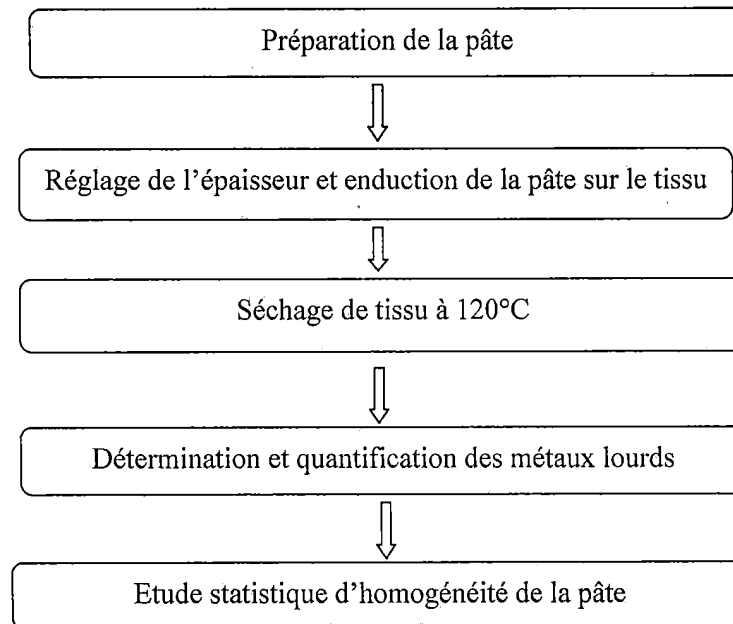 Préparation de la pâte
Réglage de l'épaisseur et enduction de la pâte sur le tissu
Séchage de tissu à 120°C
Détermination et quantification des métaux lourds
Etude statistique d'homogénéité de la pâte